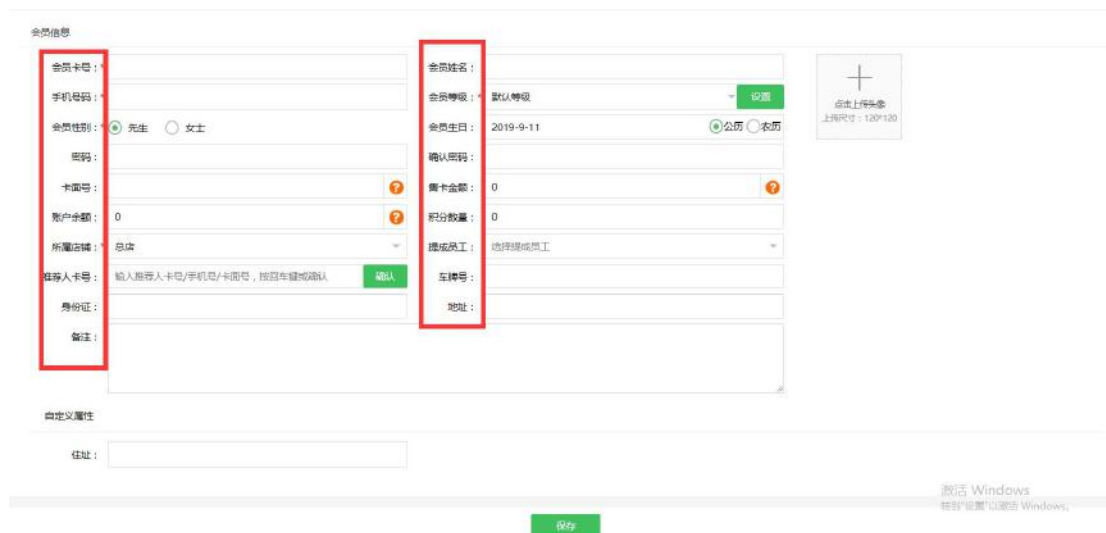 会员信息
会员卡号：* 会员姓名：
手机号码：* 会员等级：* 默认等级 设置
点击上传头像
上传尺寸：120*120
会员性别：* 先生 女士 会员生日： 2019-9-11 公历 农历
密码： 确认密码：
卡面号： ? 售卡金额： 0 ?
账户余额： 0 ? 积分数量： 0
所属店铺：* 总店 提成员工： 选择提成员工
推荐人卡号： 输入推荐人卡号/手机号/卡面号，按回车键或确认 确认 车牌号：
身份证： 地址：
备注：
自定义属性
住址：
激活 Windows
转到"设置"以激活 Windows。
保存